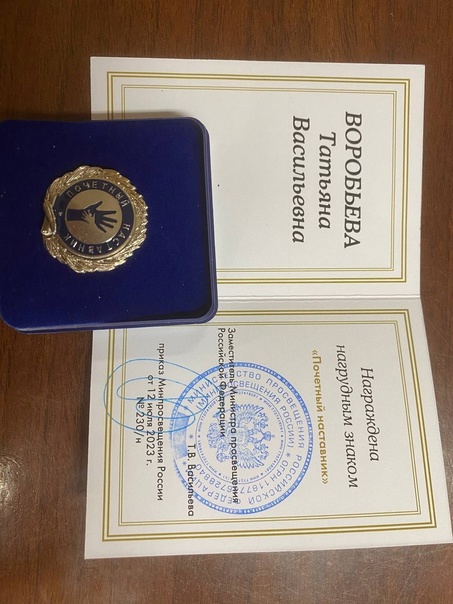 ПОЧЕТНЫЙ НАСТАВНИК
ВОРОБЬЕВА
Татьяна
Васильевна
Награждена
нагрудным знаком
«Почетный наставник»
Заместитель Министра просвещения
Российской Федерации
Т.В. Васильева
приказ Минпросвещения России
от 12 июля 2023 г.
№ 230/н